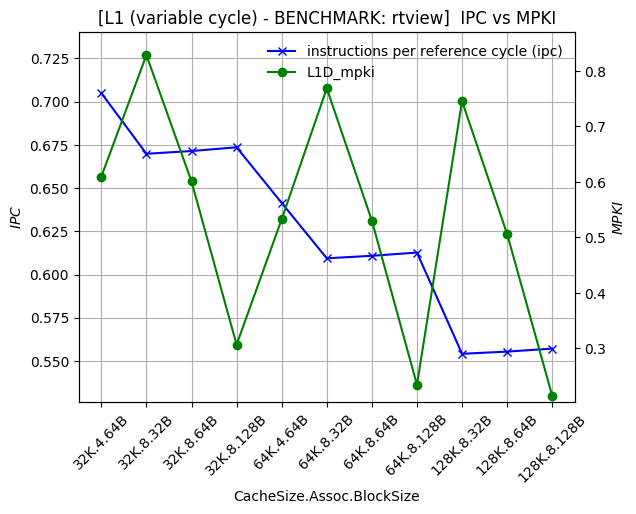 [L1 (variable cycle) - BENCHMARK: rtview]  IPC vs MPKI
instructions per reference cycle (ipc)
L1D_mpki
0.725
0.700
0.675
0.650
0.625
0.600
0.575
0.550
IPC
0.8
0.7
0.6
0.5
0.4
0.3
MPKI
32K.4.64B
32K.8.32B
32K.8.64B
32K.8.128B
64K.4.64B
64K.8.32B
64K.8.64B
64K.8.128B
128K.8.32B
128K.8.64B
128K.8.128B
CacheSize.Assoc.BlockSize